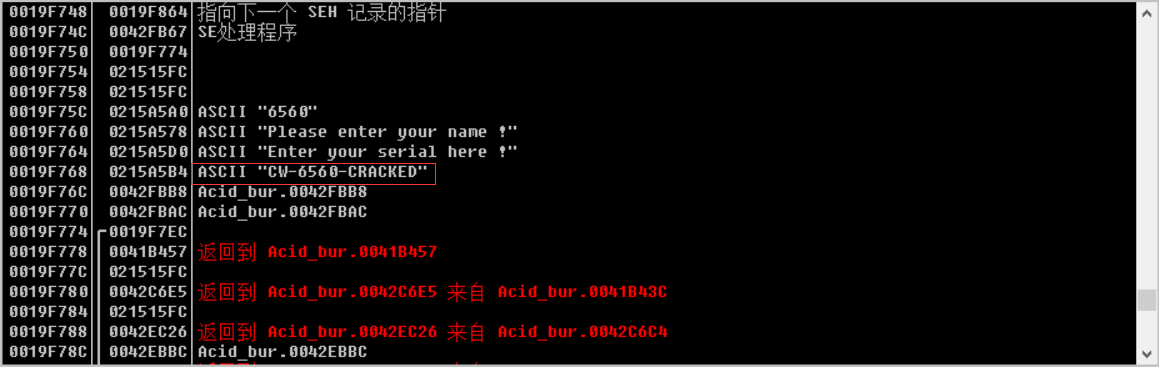 0019F748 0019F864 指向下一个 SEH 记录的指针
0019F74C 0042FB67 SE处理程序
0019F750 0019F774
0019F754 021515FC
0019F758 021515FC
0019F75C 0215A5A0 ASCII "6560"
0019F760 0215A578 ASCII "Please enter your name !"
0019F764 0215A5D0 ASCII "Enter your serial here !"
0019F768 0215A5B4 ASCII "CW-6560-CRACKED"
0019F76C 0042FBB8 Acid_bur.0042FBB8
0019F770 0042FBAC Acid_bur.0042FBAC
0019F774 0019F7EC
0019F778 0041B457 返回到 Acid_bur.0041B457
0019F77C 021515FC
0019F780 0042C6E5 返回到 Acid_bur.0042C6E5 来自 Acid_bur.0041B43C
0019F784 021515FC
0019F788 0042EC26 返回到 Acid_bur.0042EC26 来自 Acid_bur.0042C6C4
0019F78C 0042EBBC Acid_bur.0042EBBC